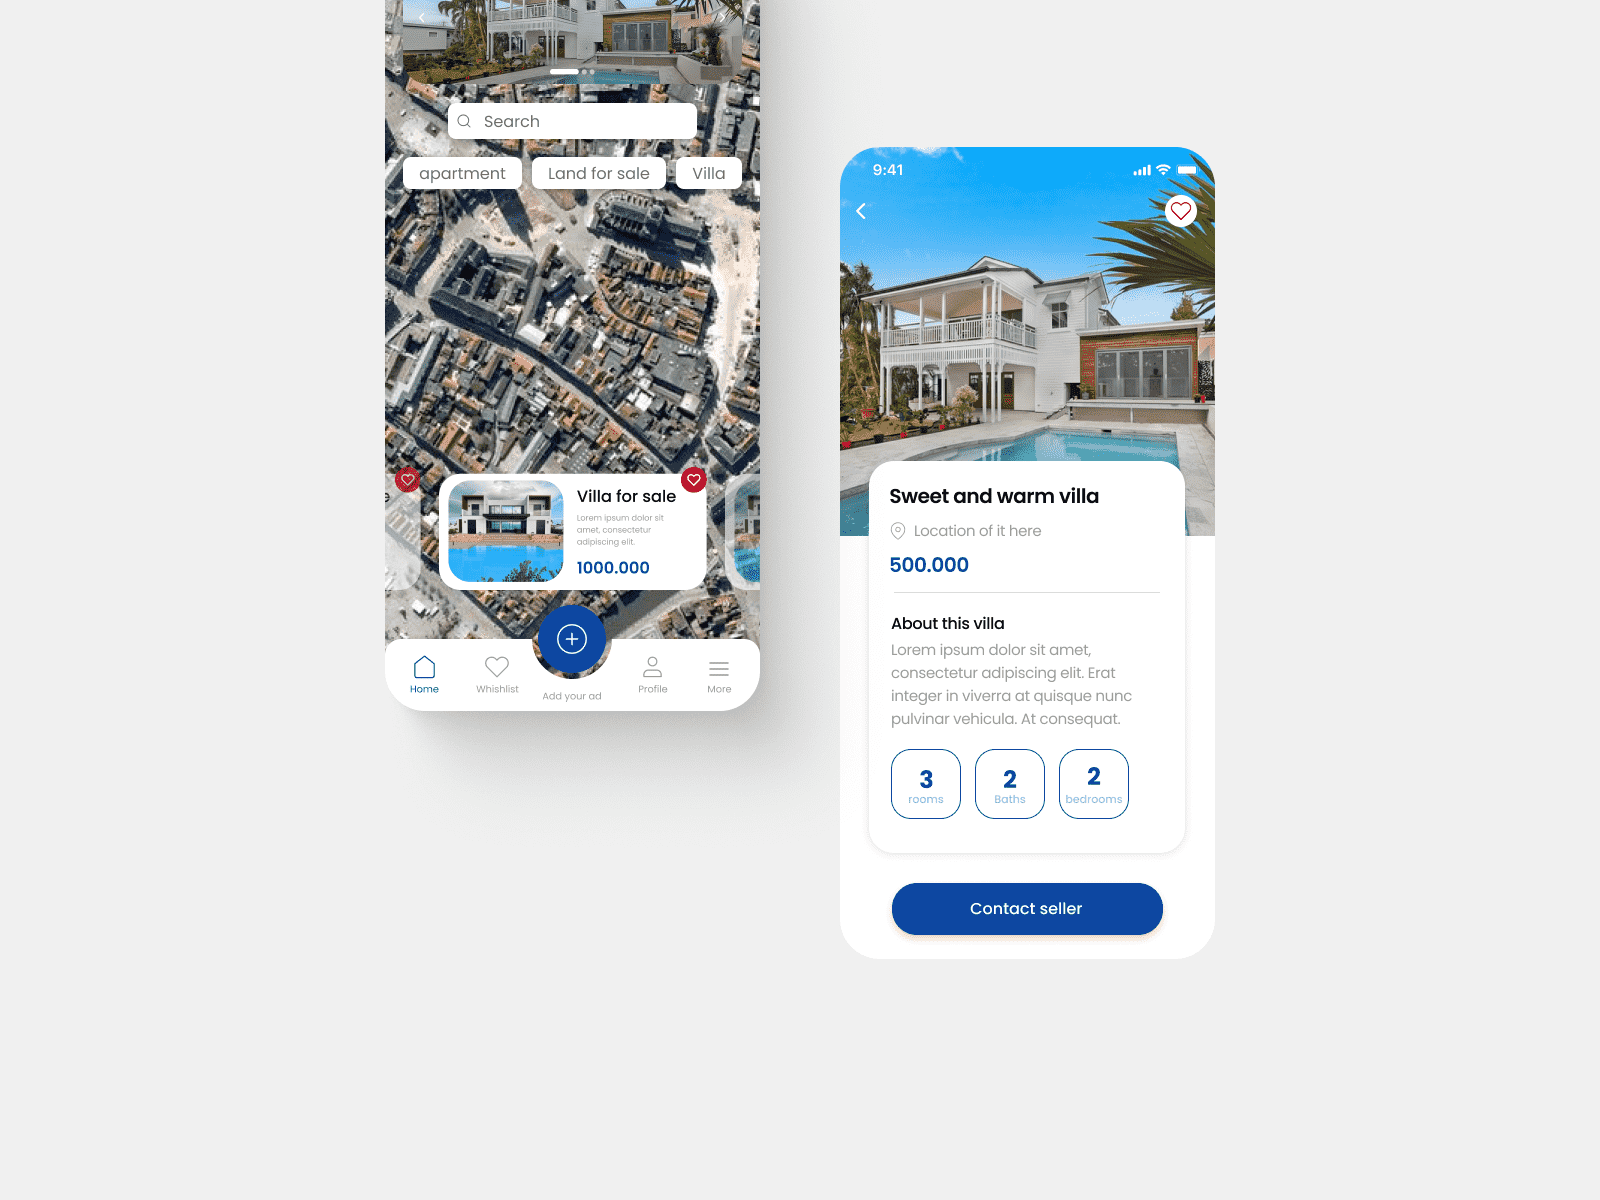 Search
apartment
Land for sale
Villa
e
Villa for sale
Lorem ipsum dolor sit
amet, consectetur
adipiscing elit.
1000.000
Home
Whishlist
Add your ad
Profile
More
9:41
Sweet and warm villa
Location of it here
500.000
About this villa
Lorem ipsum dolor sit amet,
consectetur adipiscing elit. Erat
integer in viverra at quisque nunc
pulvinar vehicula. At consequat.
3
rooms
2
Baths
2
bedrooms
Contact seller